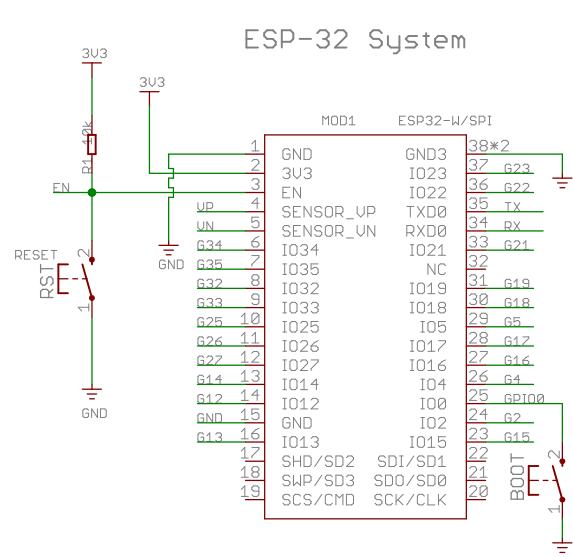 ESP-32 System
3V3
3V3
MOD1 ESP32-W/SPI
R1 10k
1 GND GND3 38*2
2 3V3 IO23 37 G23
EN 3 EN IO22 36 G22
VP 4 SENSOR_VP TXD0 35 TX
VN 5 SENSOR_VN RXD0 34 RX
G34 6 IO34 IO21 33 G21
G35 7 IO35 NC 32
G32 8 IO32 IO19 31 G19
G33 9 IO33 IO18 30 G18
G25 10 IO25 IO5 29 G5
G26 11 IO26 IO17 28 G17
G27 12 IO27 IO16 27 G16
G14 13 IO14 IO4 26 G4
G12 14 IO12 IO0 25 GPIO0
GND 15 GND IO2 24 G2
G13 16 IO13 IO15 23 G15
17 SHD/SD2 SDI/SD1 22
18 SWP/SD3 SDO/SD0 21
19 SCS/CMD SCK/CLK 20
GND
RESET
RST
2
1
GND
BOOT
2
1